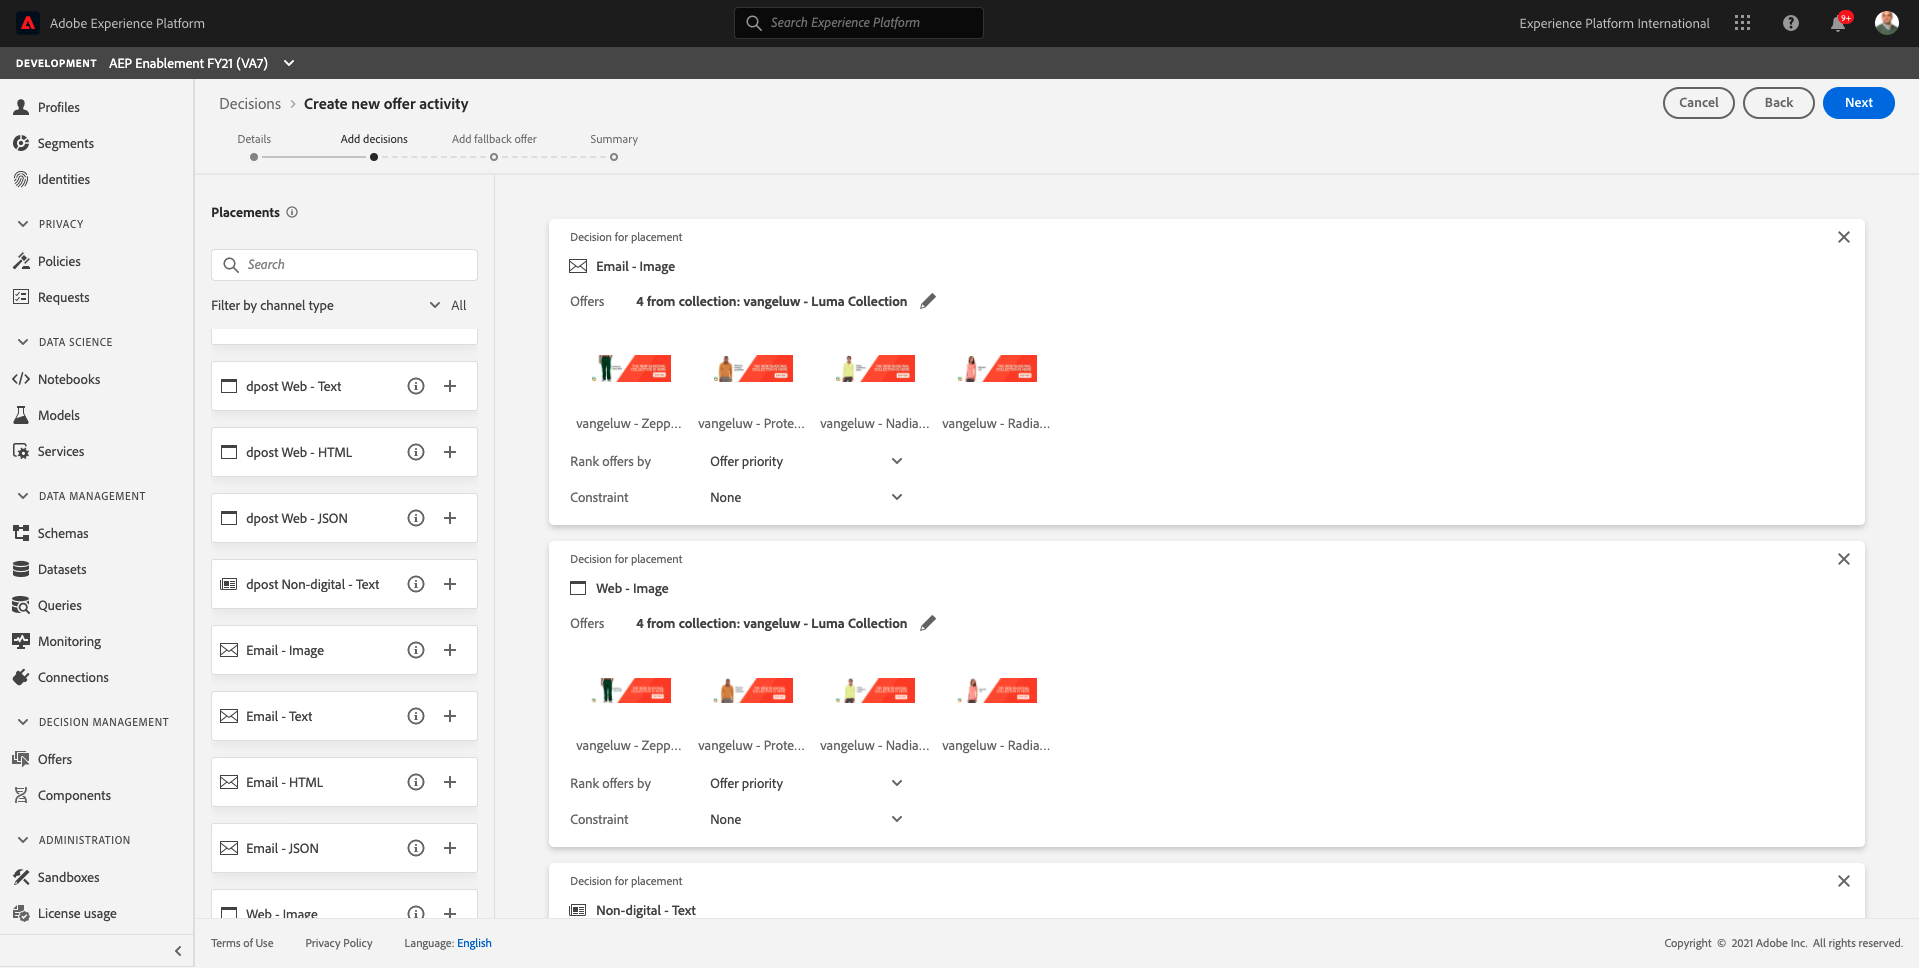 Adobe Experience Platform
Search Experience Platform
Experience Platform International
9+
DEVELOPMENT AEP Enablement FY21 (VA7)
Profiles
Segments
Identities
PRIVACY
Policies
Requests
DATA SCIENCE
Notebooks
Models
Services
DATA MANAGEMENT
Schemas
Datasets
Queries
Monitoring
Connections
DECISION MANAGEMENT
Offers
Components
ADMINISTRATION
Sandboxes
License usage
Decisions > Create new offer activity
Cancel
Back
Next
Details
Add decisions
Add fallback offer
Summary
Placements
Search
Filter by channel type
All
dpost Web - Text
dpost Web - HTML
dpost Web - JSON
dpost Non-digital - Text
Email - Image
Email - Text
Email - HTML
Email - JSON
Web - Image
Decision for placement
Email - Image
Offers 4 from collection: vangeluw - Luma Collection
vangeluw - Zepp... vangeluw - Prote... vangeluw - Nadia... vangeluw - Radia...
Rank offers by Offer priority
Constraint None
Decision for placement
Web - Image
Offers 4 from collection: vangeluw - Luma Collection
vangeluw - Zepp... vangeluw - Prote... vangeluw - Nadia... vangeluw - Radia...
Rank offers by Offer priority
Constraint None
Decision for placement
Non-digital - Text
Terms of Use
Privacy Policy
Language: English
Copyright © 2021 Adobe Inc. All rights reserved.